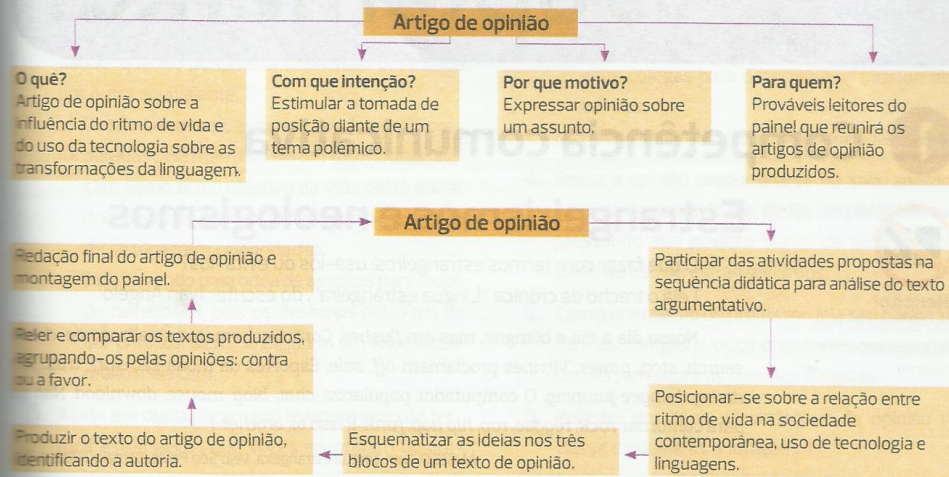 Artigo de opinião
O quê?
Artigo de opinião sobre a
influência do ritmo de vida e
do uso da tecnologia sobre as
transformações da linguagem.
Com que intenção?
Estimular a tomada de
posição diante de um
tema polêmico.
Por que motivo?
Expressar opinião sobre
um assunto.
Para quem?
Prováveis leitores do
painel que reunirá os
artigos de opinião
produzidos.
Artigo de opinião
Participar das atividades propostas na
sequência didática para análise do texto
argumentativo.
Posicionar-se sobre a relação entre
ritmo de vida na sociedade
contemporânea, uso de tecnologia e
linguagens.
Esquematizar as ideias nos três
blocos de um texto de opinião.
Produzir o texto do artigo de opinião,
identificando a autoria.
Reler e comparar os textos produzidos,
agrupando-os pelas opiniões: contra
ou a favor.
Redação final do artigo de opinião e
montagem do painel.